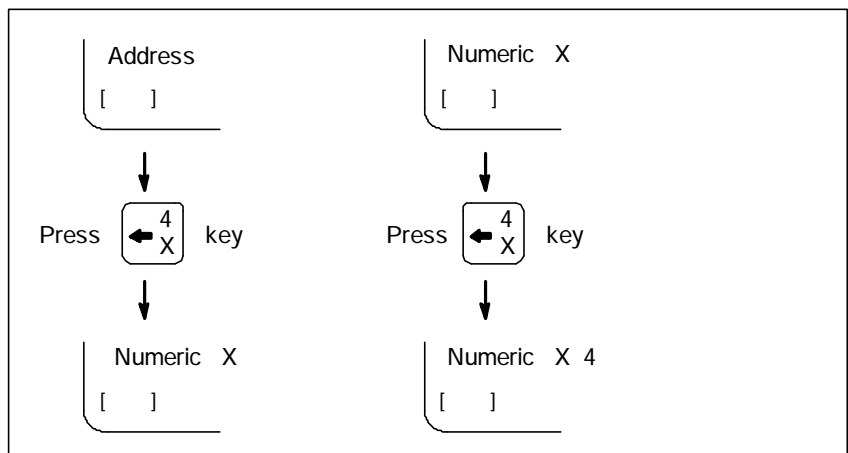 Address
[ ]
Press 4 X key
Numeric X
[ ]
Numeric X
[ ]
Press 4 X key
Numeric X 4
[ ]